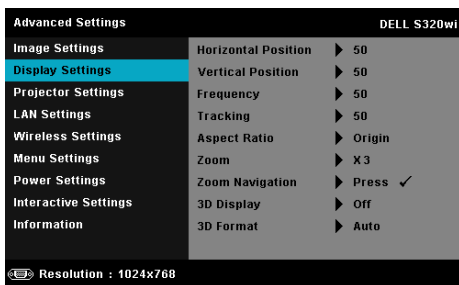 Advanced Settings DELL S320wi
Image Settings Horizontal Position 50
Display Settings Vertical Position 50
Projector Settings Frequency 50
LAN Settings Tracking 50
Wireless Settings Aspect Ratio Origin
Menu Settings Zoom X3
Power Settings Zoom Navigation Press ✓
Interactive Settings 3D Display Off
Information 3D Format Auto
Resolution : 1024x768